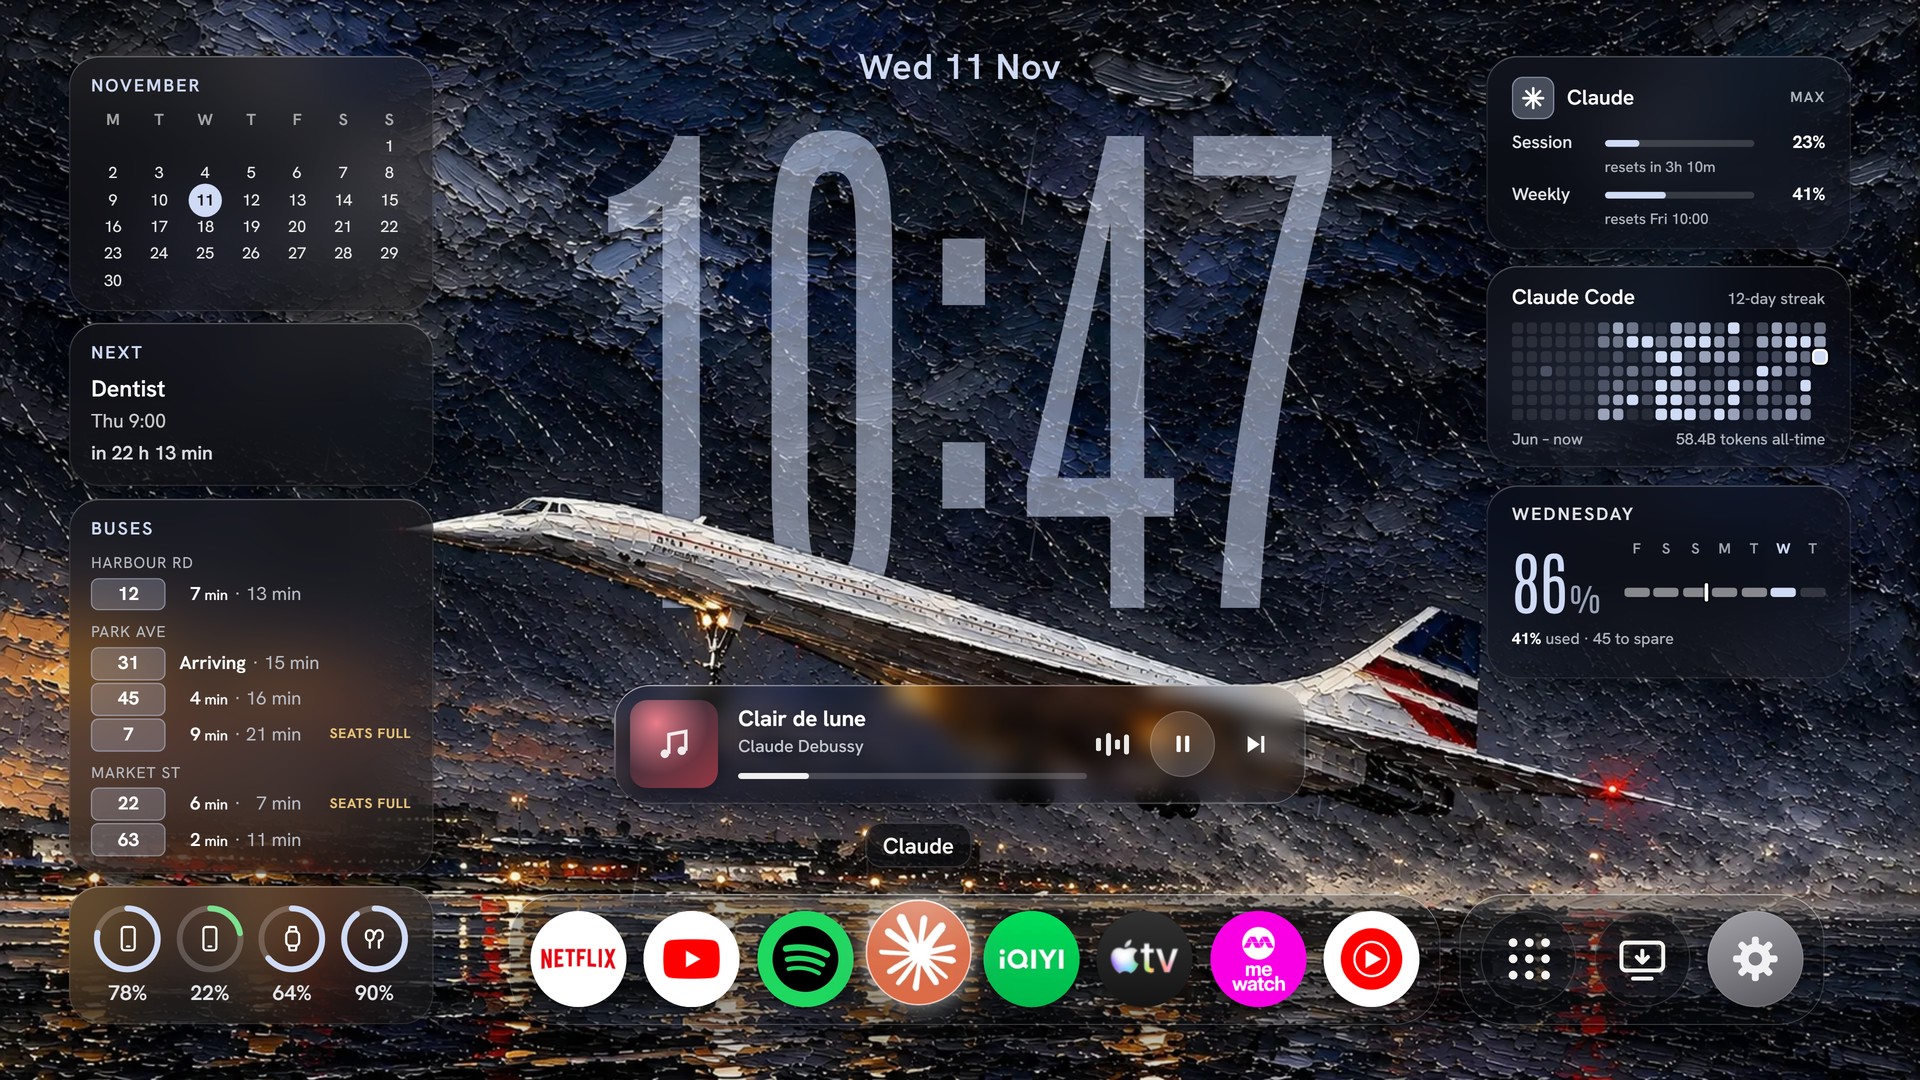 Wed 11 Nov
10:47
NOVEMBER
M T W T F S S
1
2 3 4 5 6 7 8
9 10 11 12 13 14 15
16 17 18 19 20 21 22
23 24 25 26 27 28 29
30
NEXT
Dentist
Thu 9:00
in 22 h 13 min
BUSES
HARBOUR RD
12 7 min · 13 min
PARK AVE
31 Arriving · 15 min
45 4 min · 16 min
7 9 min · 21 min SEATS FULL
MARKET ST
22 6 min · 7 min SEATS FULL
63 2 min · 11 min
78% 22% 64% 90%
Claude MAX
Session 23%
resets in 3h 10m
Weekly 41%
resets Fri 10:00
Claude Code 12-day streak
Jun – now 58.4B tokens all-time
WEDNESDAY
F S S M T W T
86%
41% used · 45 to spare
Clair de lune
Claude Debussy
Claude
NETFLIX
iQIYI
tv
me
watch